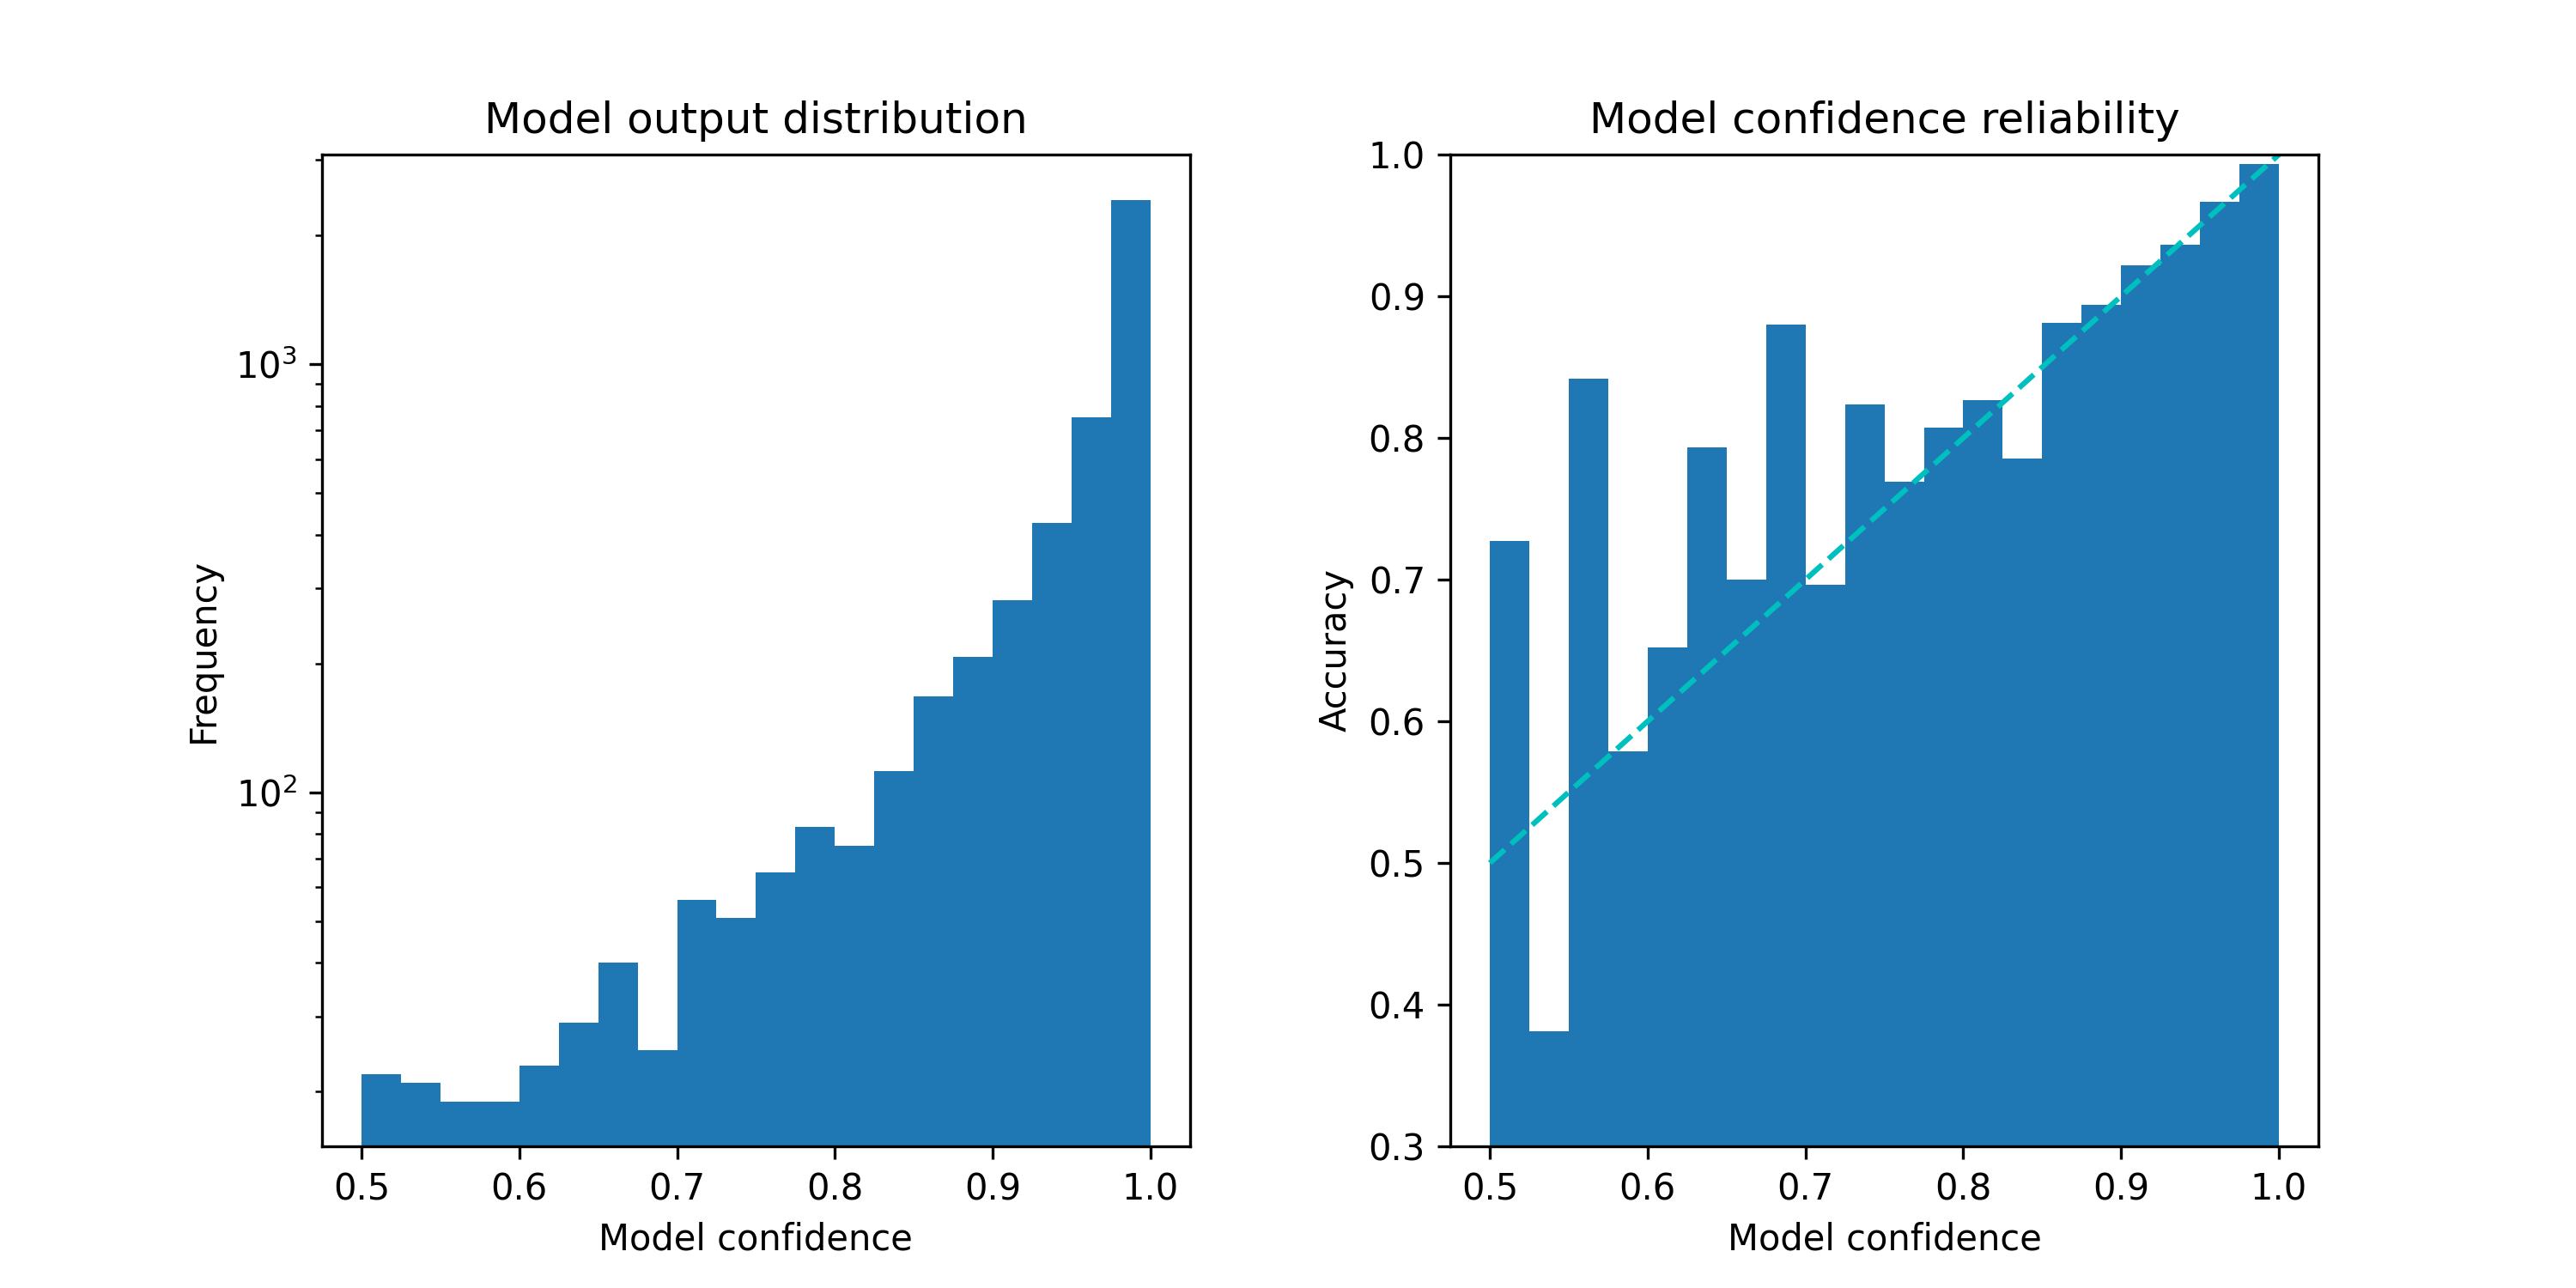 Model output distribution
Frequency
10³
10²
0.5 0.6 0.7 0.8 0.9 1.0
Model confidence
Model confidence reliability
Accuracy
1.0
0.9
0.8
0.7
0.6
0.5
0.4
0.3
0.5 0.6 0.7 0.8 0.9 1.0
Model confidence